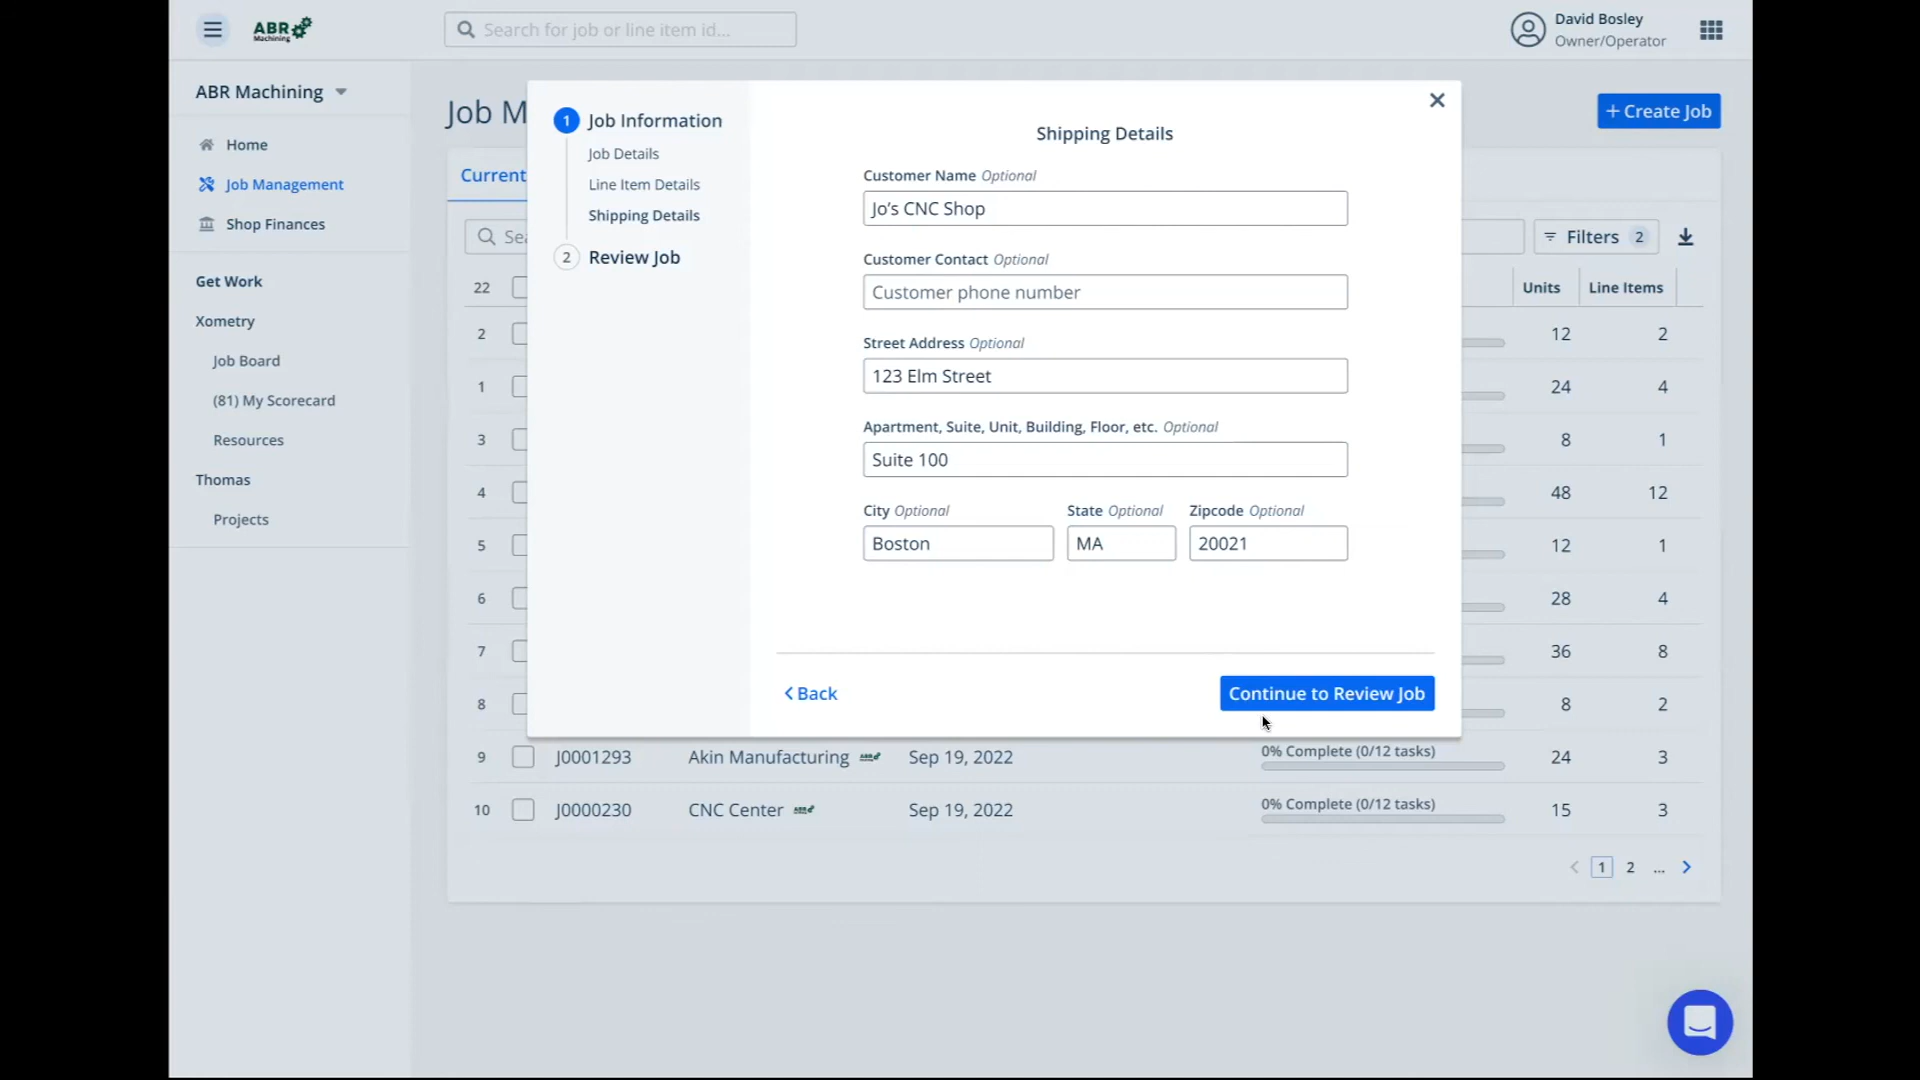 ABR
Machining
Search for job or line item id...
David Bosley
Owner/Operator
ABR Machining
Home
Job Management
Shop Finances
Get Work
Xometry
Job Board
(81) My Scorecard
Resources
Thomas
Projects
Job M
+ Create Job
Current
Sea
Filters 2
22
Units
Line Items
2 12 2
1 24 4
3 8 1
4 48 12
5 12 1
6 28 4
7 36 8
8 8 2
9 J0001293 Akin Manufacturing Sep 19, 2022 0% Complete (0/12 tasks) 24 3
10 J0000230 CNC Center Sep 19, 2022 0% Complete (0/12 tasks) 15 3
1 2 ...
1 Job Information
Job Details
Line Item Details
Shipping Details
2 Review Job
Shipping Details
Customer Name Optional
Jo’s CNC Shop
Customer Contact Optional
Customer phone number
Street Address Optional
123 Elm Street
Apartment, Suite, Unit, Building, Floor, etc. Optional
Suite 100
City Optional State Optional Zipcode Optional
Boston MA 20021
Back
Continue to Review Job